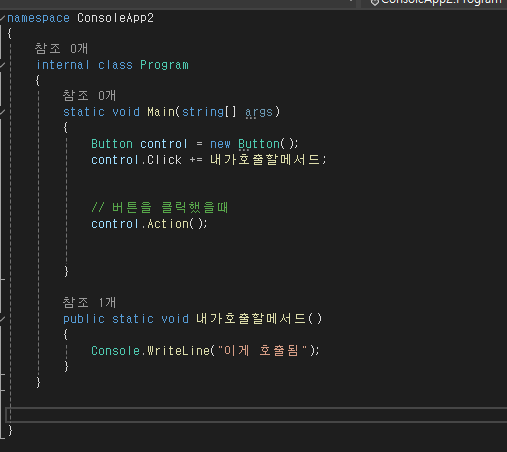 ConsoleApp2.Program
namespace ConsoleApp2
{
참조 0개
internal class Program
{
참조 0개
static void Main(string[] args)
{
Button control = new Button();
control.Click += 내가호출할메서드;
// 버튼을 클릭했을때
control.Action();
}
참조 1개
public static void 내가호출할메서드()
{
Console.WriteLine("이게 호출됨");
}
}
}